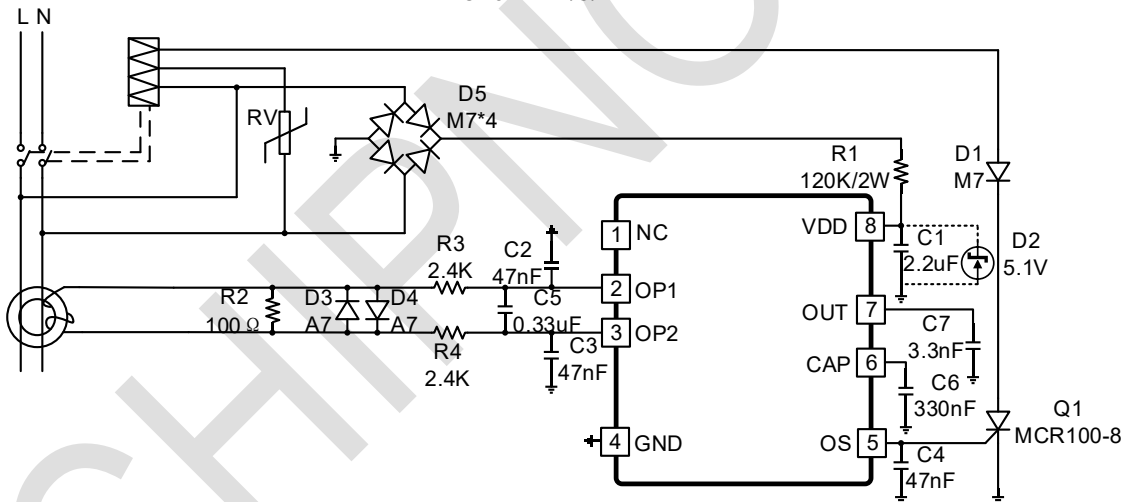 L N
RV
D5
M7*4
R1
120K/2W
D1
M7
1 NC
VDD 8
C1
2.2uF
D2
5.1V
R3
2.4K
C2
47nF
2 OP1
R2
100 Ω
D3
A7
D4
A7
C5
0.33uF
3 OP2
R4
2.4K
C3
47nF
OUT 7
C7
3.3nF
CAP 6
C6
330nF
4 GND
OS 5
C4
47nF
Q1
MCR100-8
CHIPNC